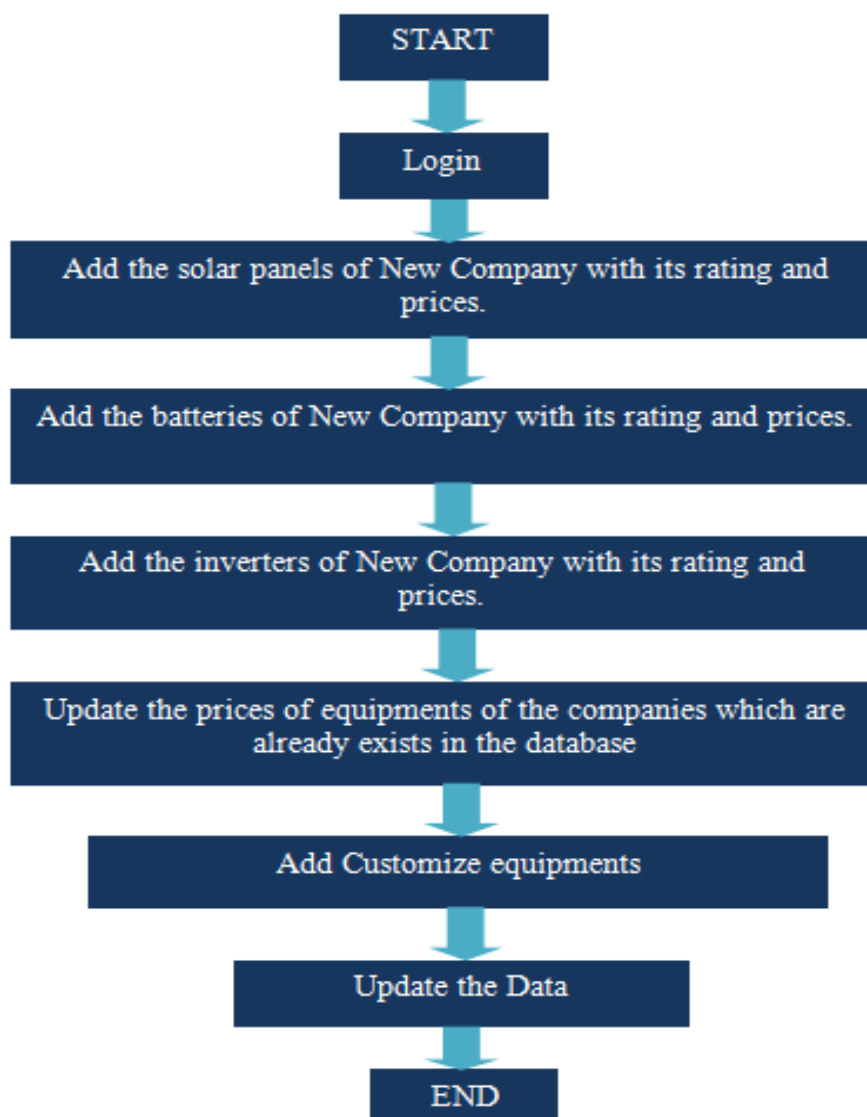 START
Login
Add the solar panels of New Company with its rating and
prices.
Add the batteries of New Company with its rating and prices.
Add the inverters of New Company with its rating and
prices.
Update the prices of equipments of the companies which are
already exists in the database
Add Customize equipments
Update the Data
END